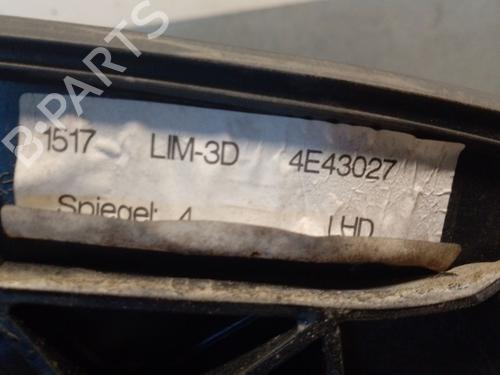 B-PARTS
1517 LIM-3D 4E43027
Spiegel: 4 LHD